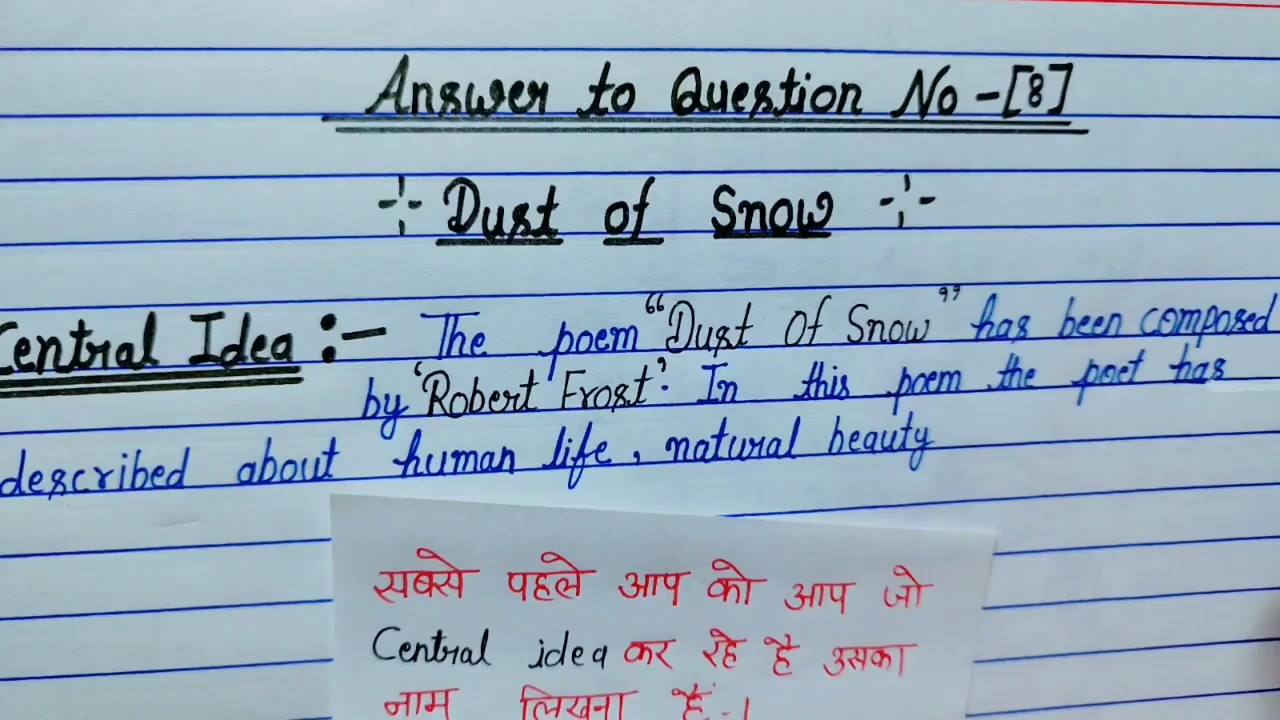 Answer to Question No - [8]
Dust of Snow
Central Idea :- The poem “Dust Of Snow” has been composed
by ‘Robert Frost’. In this poem the poet has
described about human life, natural beauty
सबसे पहले आप को आप जो
Central idea कर रहे है उसका
नाम लिखना हैं.।